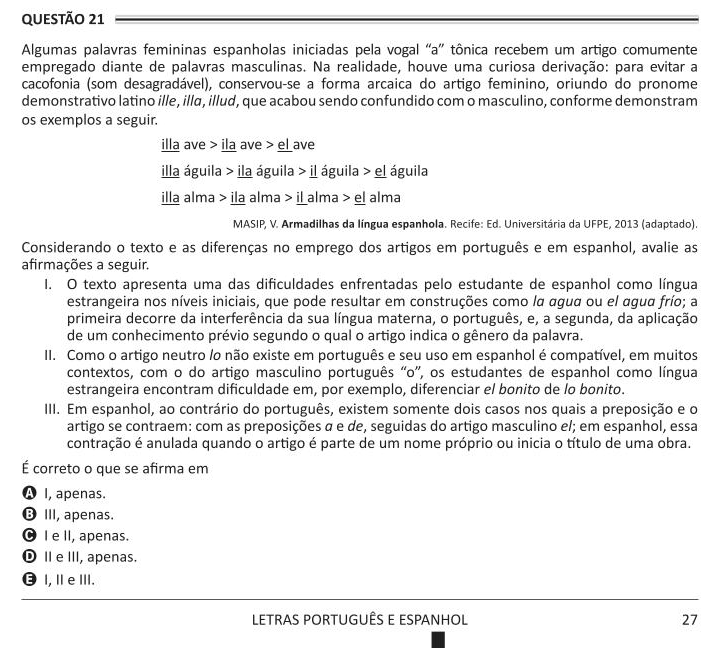 QUESTÃO 21
Algumas palavras femininas espanholas iniciadas pela vogal “a” tônica recebem um artigo comumente
empregado diante de palavras masculinas. Na realidade, houve uma curiosa derivação: para evitar a
cacofonia (som desagradável), conservou-se a forma arcaica do artigo feminino, oriundo do pronome
demonstrativo latino ille, illa, illud, que acabou sendo confundido com o masculino, conforme demonstram
os exemplos a seguir.
illa ave > ila ave > el ave
illa águila > ila águila > il águila > el águila
illa alma > ila alma > il alma > el alma
MASIP, V. Armadilhas da língua espanhola. Recife: Ed. Universitária da UFPE, 2013 (adaptado).
Considerando o texto e as diferenças no emprego dos artigos em português e em espanhol, avalie as
afirmações a seguir.
I. O texto apresenta uma das dificuldades enfrentadas pelo estudante de espanhol como língua
estrangeira nos níveis iniciais, que pode resultar em construções como la agua ou el agua frío; a
primeira decorre da interferência da sua língua materna, o português, e, a segunda, da aplicação
de um conhecimento prévio segundo o qual o artigo indica o gênero da palavra.
II. Como o artigo neutro lo não existe em português e seu uso em espanhol é compatível, em muitos
contextos, com o do artigo masculino português “o”, os estudantes de espanhol como língua
estrangeira encontram dificuldade em, por exemplo, diferenciar el bonito de lo bonito.
III. Em espanhol, ao contrário do português, existem somente dois casos nos quais a preposição e o
artigo se contraem: com as preposições a e de, seguidas do artigo masculino el; em espanhol, essa
contração é anulada quando o artigo é parte de um nome próprio ou inicia o título de uma obra.
É correto o que se afirma em
A I, apenas.
B III, apenas.
C I e II, apenas.
D II e III, apenas.
E I, II e III.
LETRAS PORTUGUÊS E ESPANHOL 27